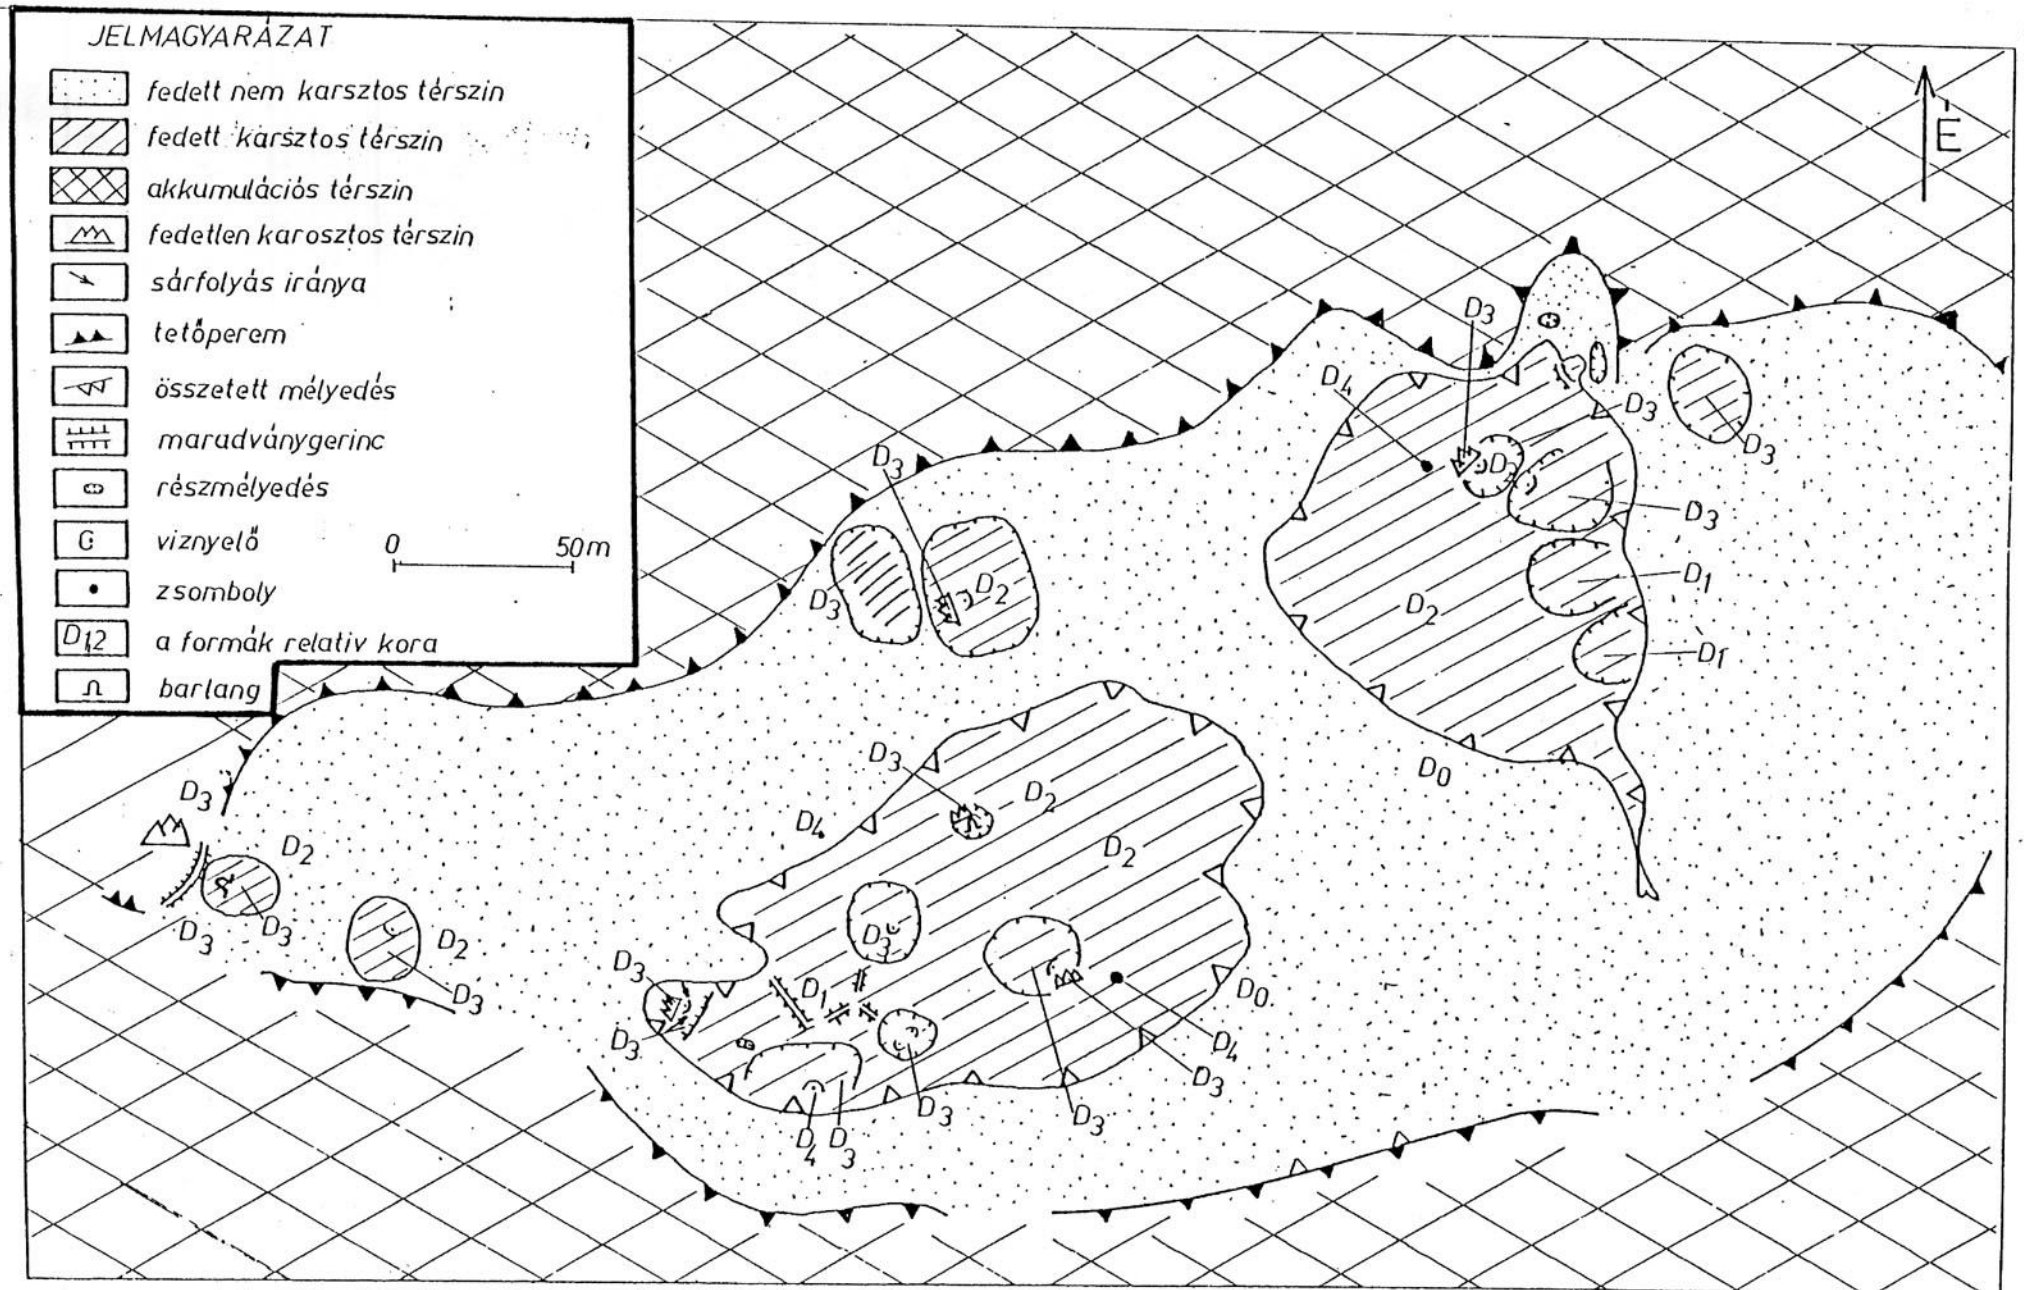 JELMAGYARÁZAT
fedett nem karsztos térszin
fedett karsztos térszin
akkumulációs térszin
fedetlen karosztos térszin
sárfolyás iránya
tetőperem
összetett mélyedés
maradványgerinc
részmélyedés
viznyelő
0 50m
zsomboly
D1,2 a formák relativ kora
barlang
É
D3
D4
D3
D3
D3
D3
D3
D2
D3
D1
D2
D1
D0
D3
D2
D4
D3
D2
D2
D3
D3
D2
D3
D3
D3
D3
D1
D0
D3
D4
D3
D3
D3
D4
D3